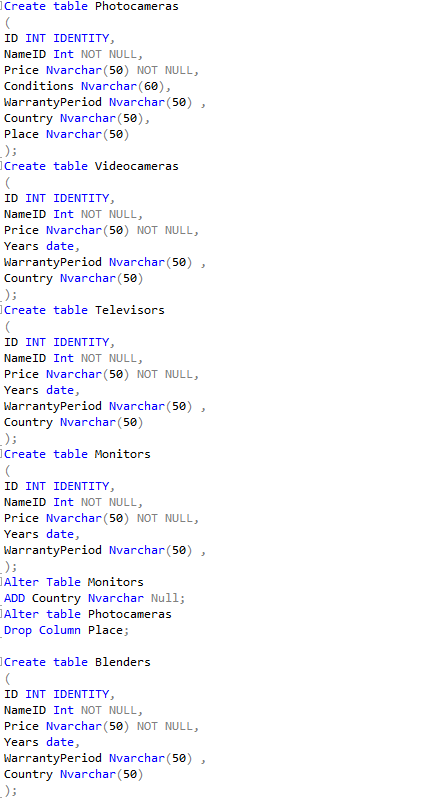 Create table Photocameras
(
ID INT IDENTITY,
NameID Int NOT NULL,
Price Nvarchar(50) NOT NULL,
Conditions Nvarchar(60),
WarrantyPeriod Nvarchar(50) ,
Country Nvarchar(50),
Place Nvarchar(50)
);
Create table Videocameras
(
ID INT IDENTITY,
NameID Int NOT NULL,
Price Nvarchar(50) NOT NULL,
Years date,
WarrantyPeriod Nvarchar(50) ,
Country Nvarchar(50)
);
Create table Televisors
(
ID INT IDENTITY,
NameID Int NOT NULL,
Price Nvarchar(50) NOT NULL,
Years date,
WarrantyPeriod Nvarchar(50) ,
Country Nvarchar(50)
);
Create table Monitors
(
ID INT IDENTITY,
NameID Int NOT NULL,
Price Nvarchar(50) NOT NULL,
Years date,
WarrantyPeriod Nvarchar(50) ,
);
Alter Table Monitors
ADD Country Nvarchar Null;
Alter table Photocameras
Drop Column Place;
Create table Blenders
(
ID INT IDENTITY,
NameID Int NOT NULL,
Price Nvarchar(50) NOT NULL,
Years date,
WarrantyPeriod Nvarchar(50) ,
Country Nvarchar(50)
);